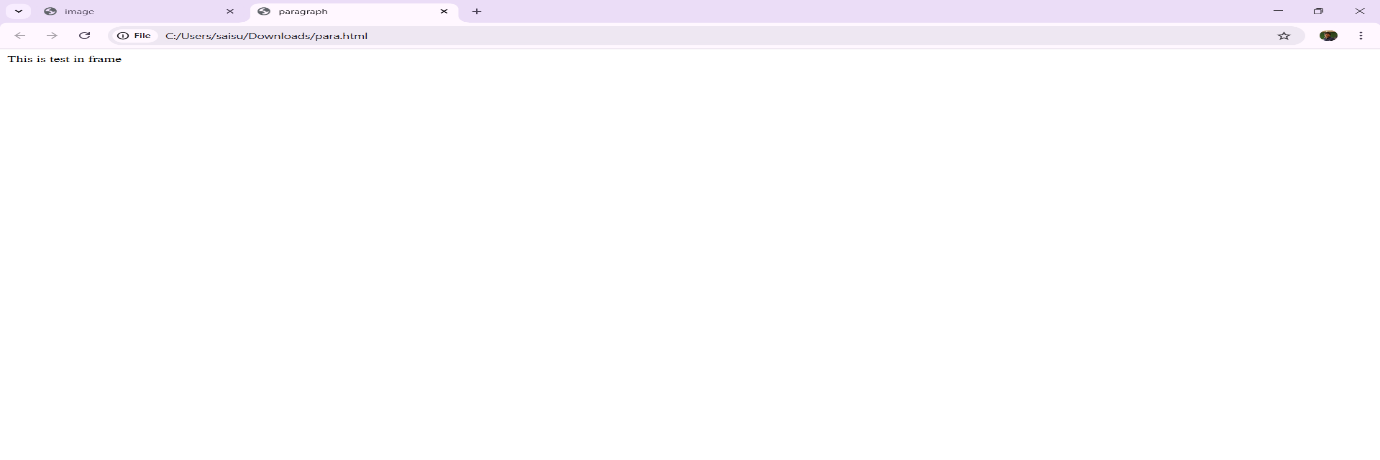 image
paragraph
File
C:/Users/saisu/Downloads/para.html
This is test in frame